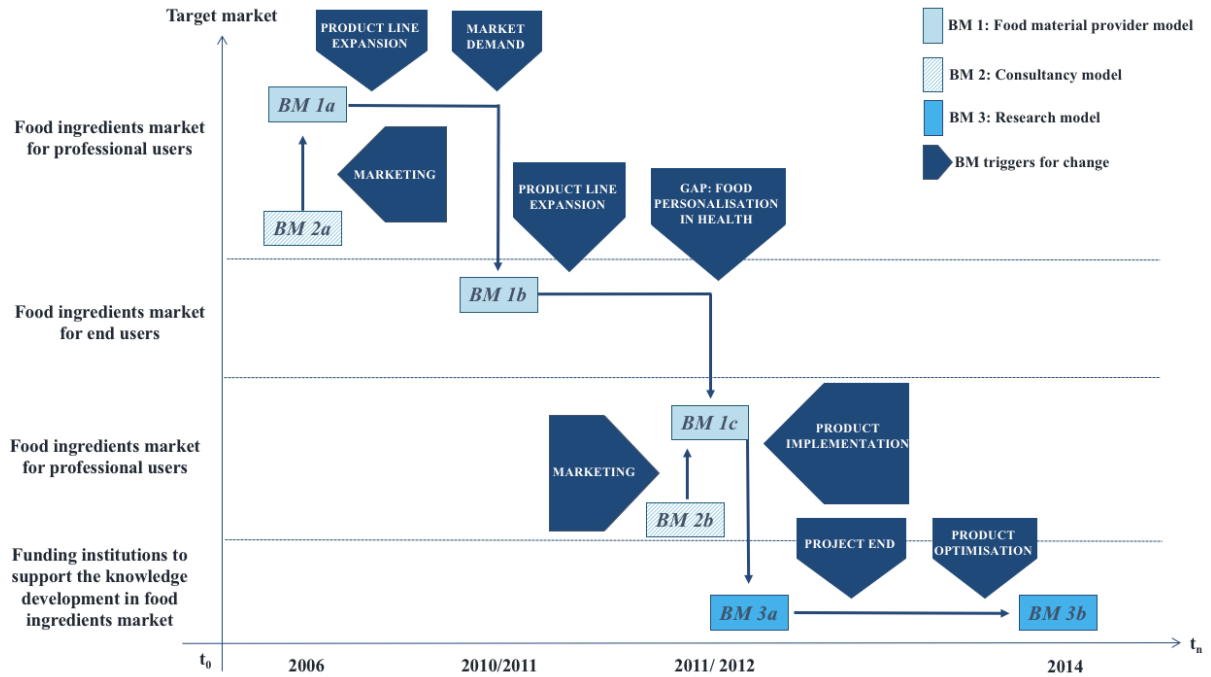 Target market
PRODUCT LINE
EXPANSION
MARKET
DEMAND
BM 1: Food material provider model
BM 2: Consultancy model
BM 3: Research model
BM triggers for change
Food ingredients market
for professional users
BM 1a
MARKETING
BM 2a
PRODUCT LINE
EXPANSION
GAP: FOOD
PERSONALISATION
IN HEALTH
Food ingredients market
for end users
BM 1b
Food ingredients market
for professional users
BM 1c
MARKETING
PRODUCT
IMPLEMENTATION
BM 2b
Funding institutions to
support the knowledge
development in food
ingredients market
PROJECT END
PRODUCT
OPTIMISATION
BM 3a
BM 3b
t0
2006
2010/2011
2011/ 2012
2014
tn